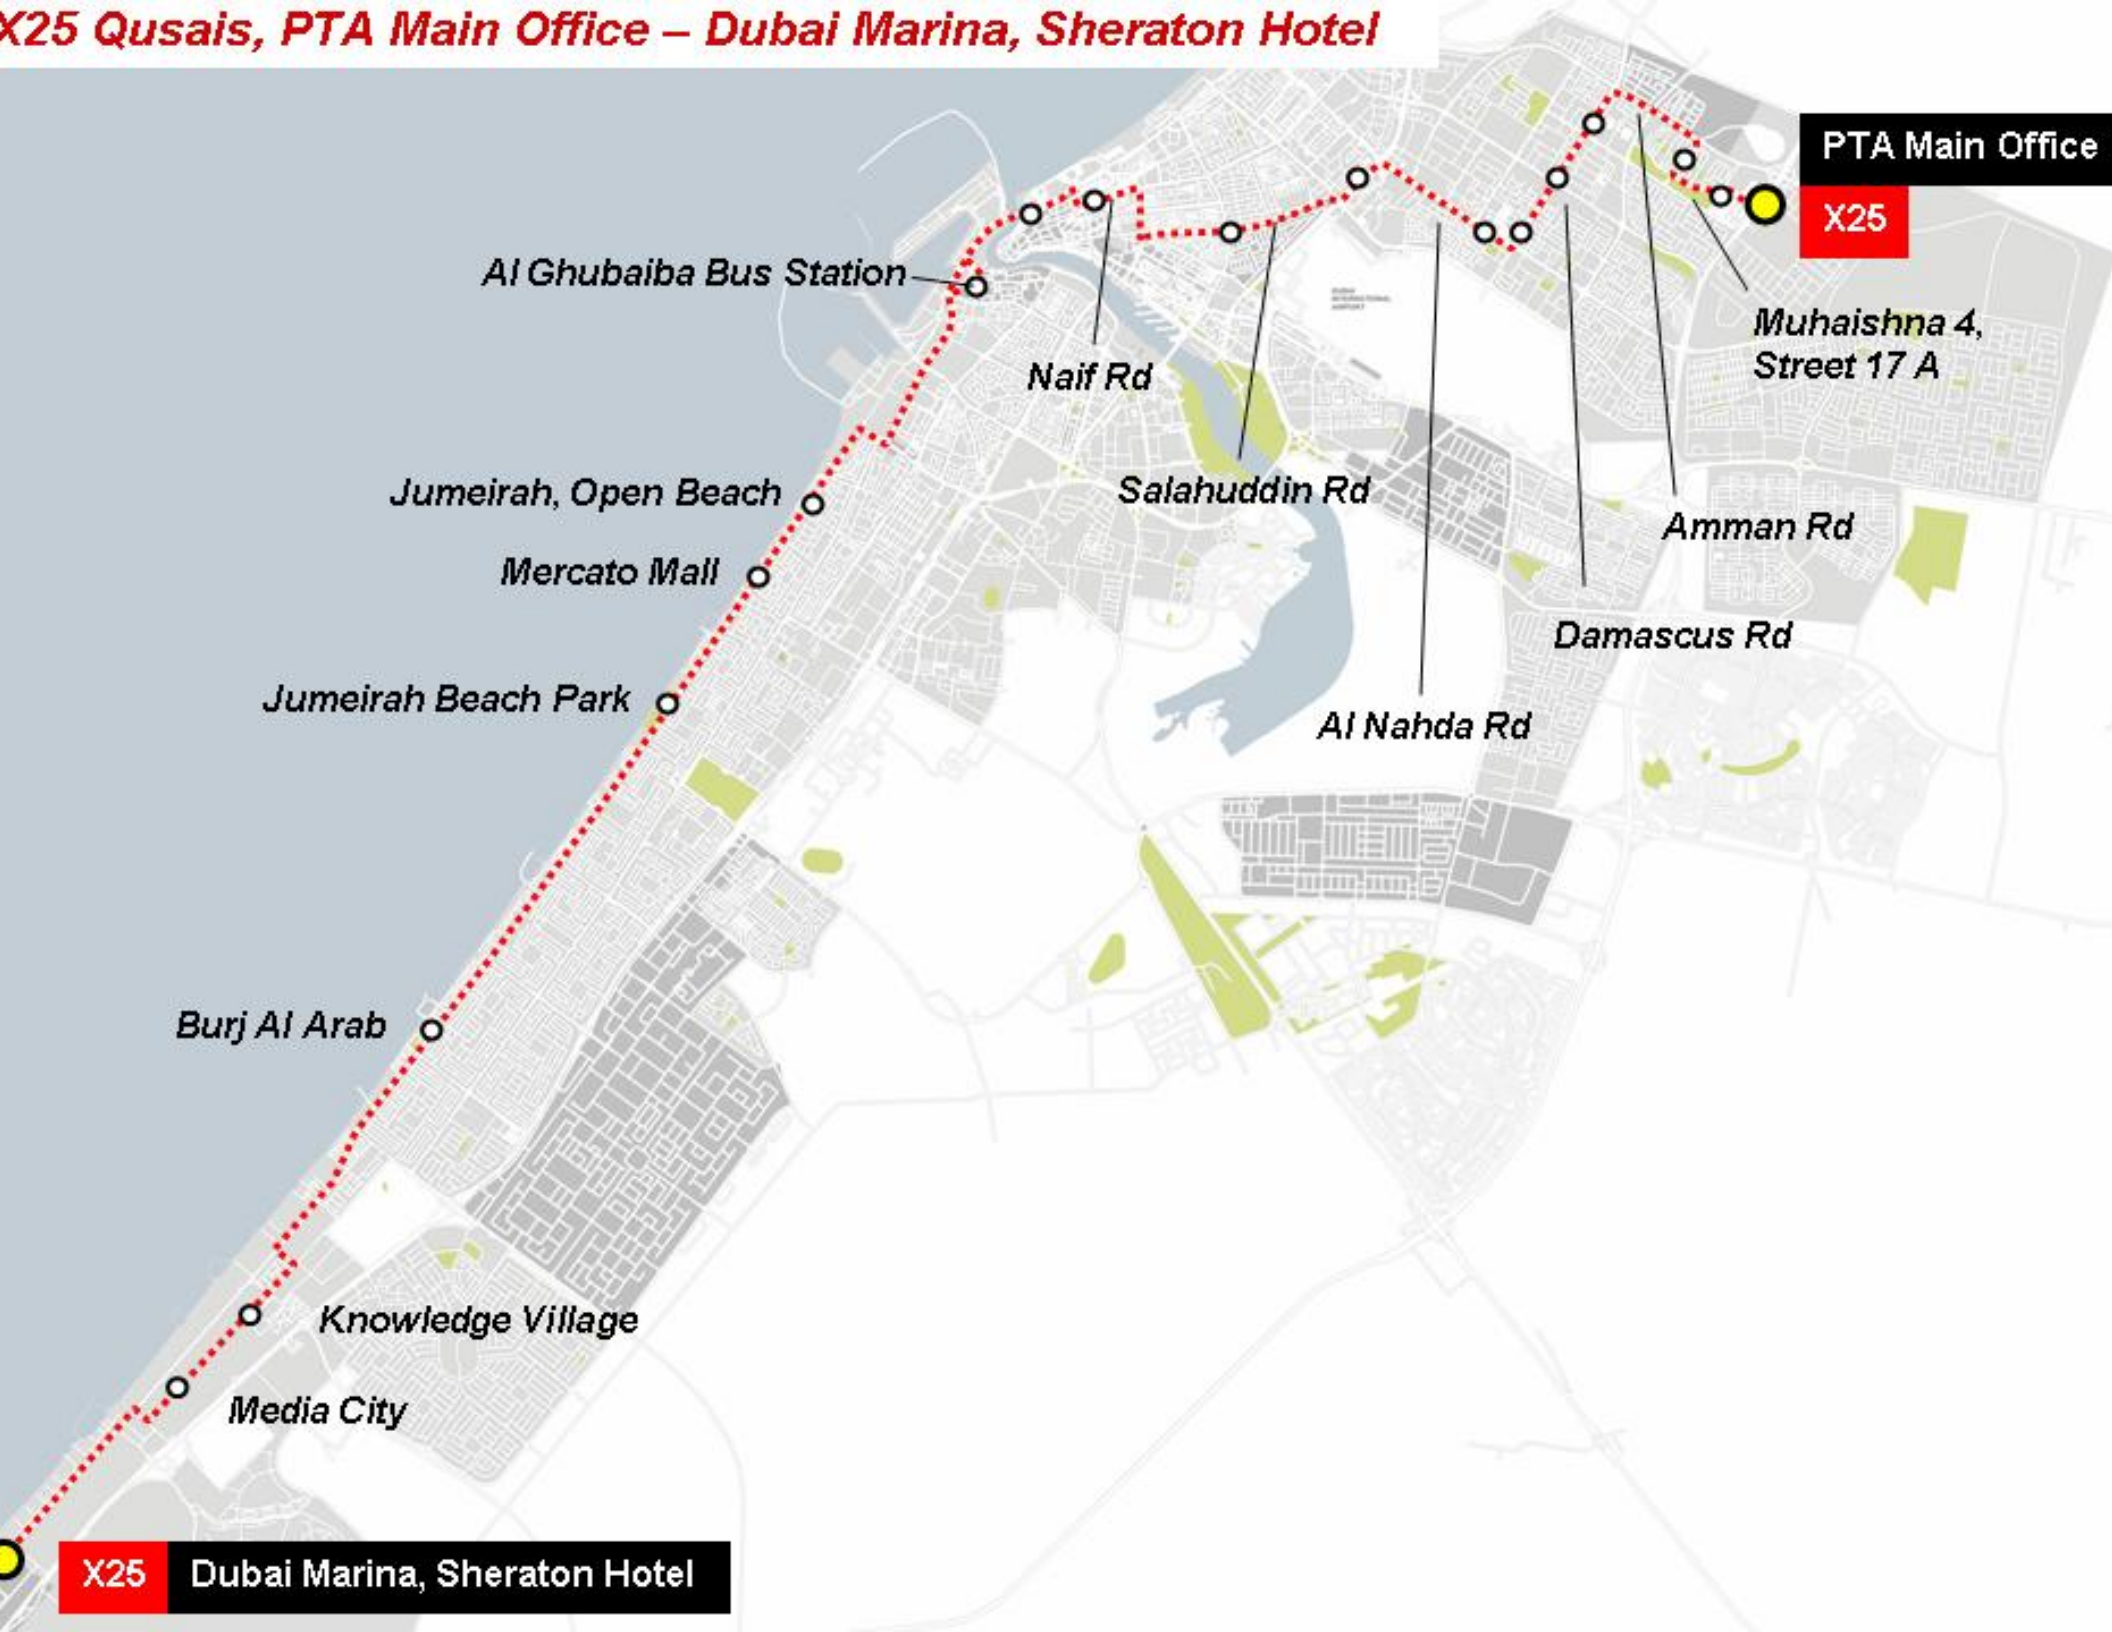 X25 Qusais, PTA Main Office – Dubai Marina, Sheraton Hotel
PTA Main Office
X25
Al Ghubaiba Bus Station
Muhaishna 4,
Street 17 A
Naif Rd
Jumeirah, Open Beach
Salahuddin Rd
Amman Rd
Mercato Mall
Damascus Rd
Jumeirah Beach Park
Al Nahda Rd
Burj Al Arab
Knowledge Village
Media City
X25 Dubai Marina, Sheraton Hotel